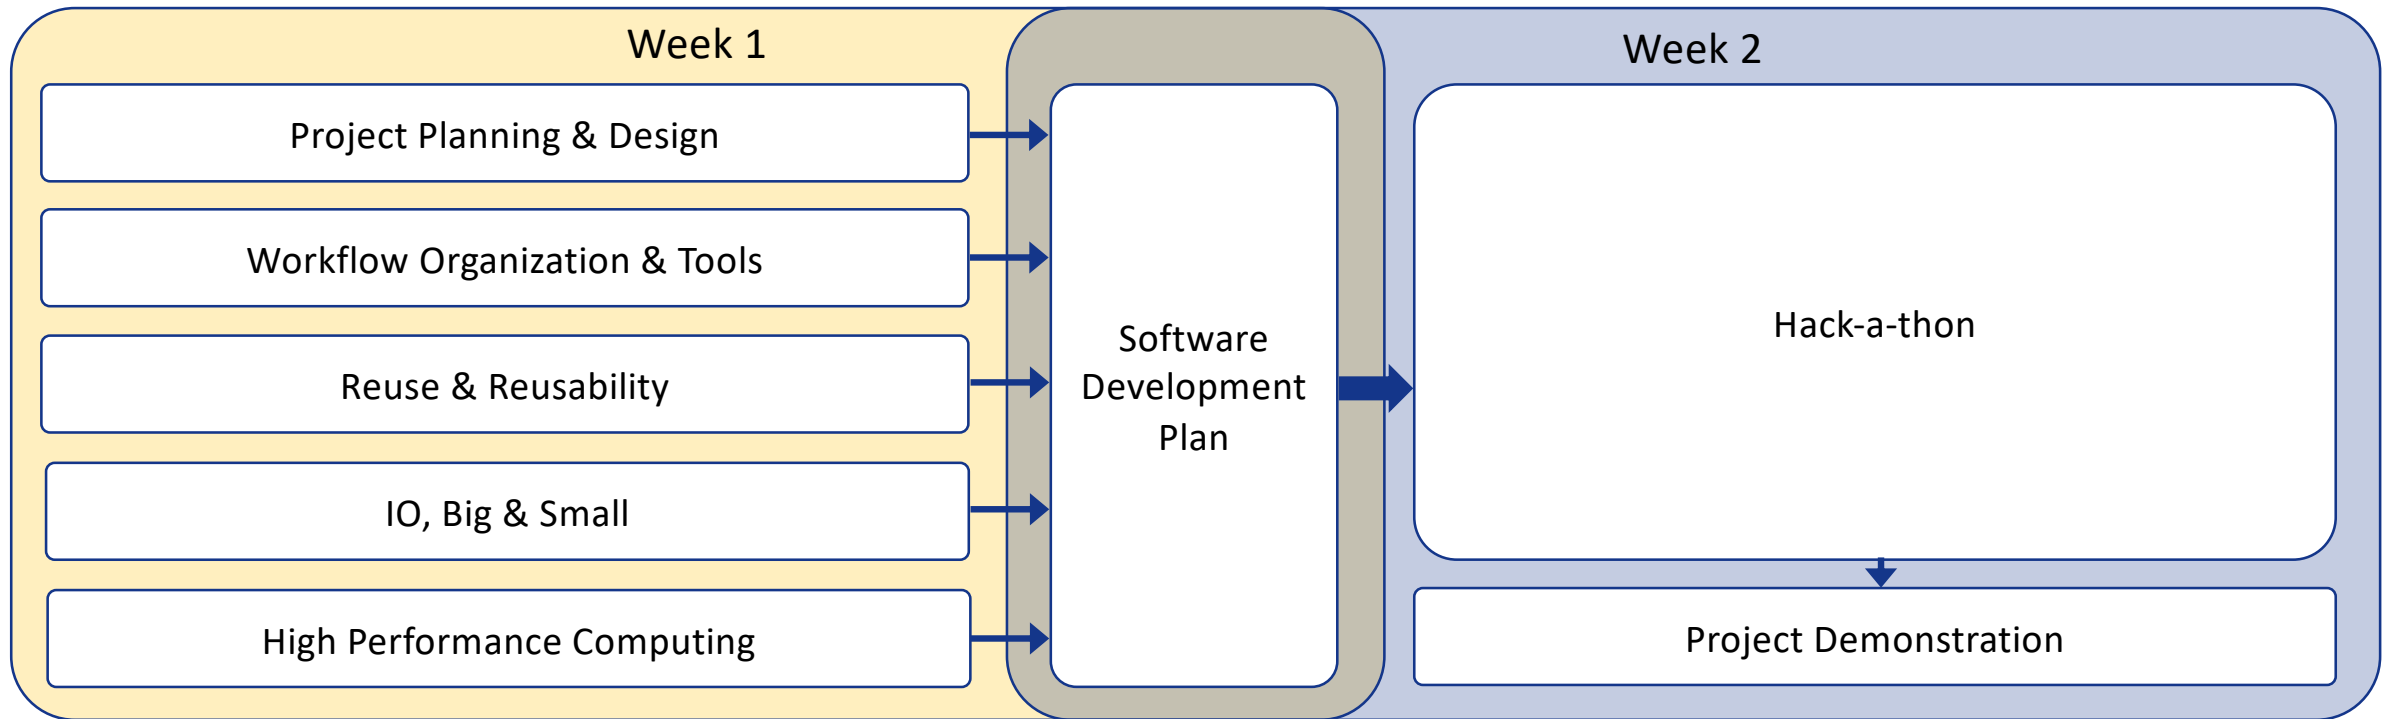 Week 1
Project Planning & Design
Workflow Organization & Tools
Reuse & Reusability
IO, Big & Small
High Performance Computing
Software
Development
Plan
Week 2
Hack-a-thon
Project Demonstration